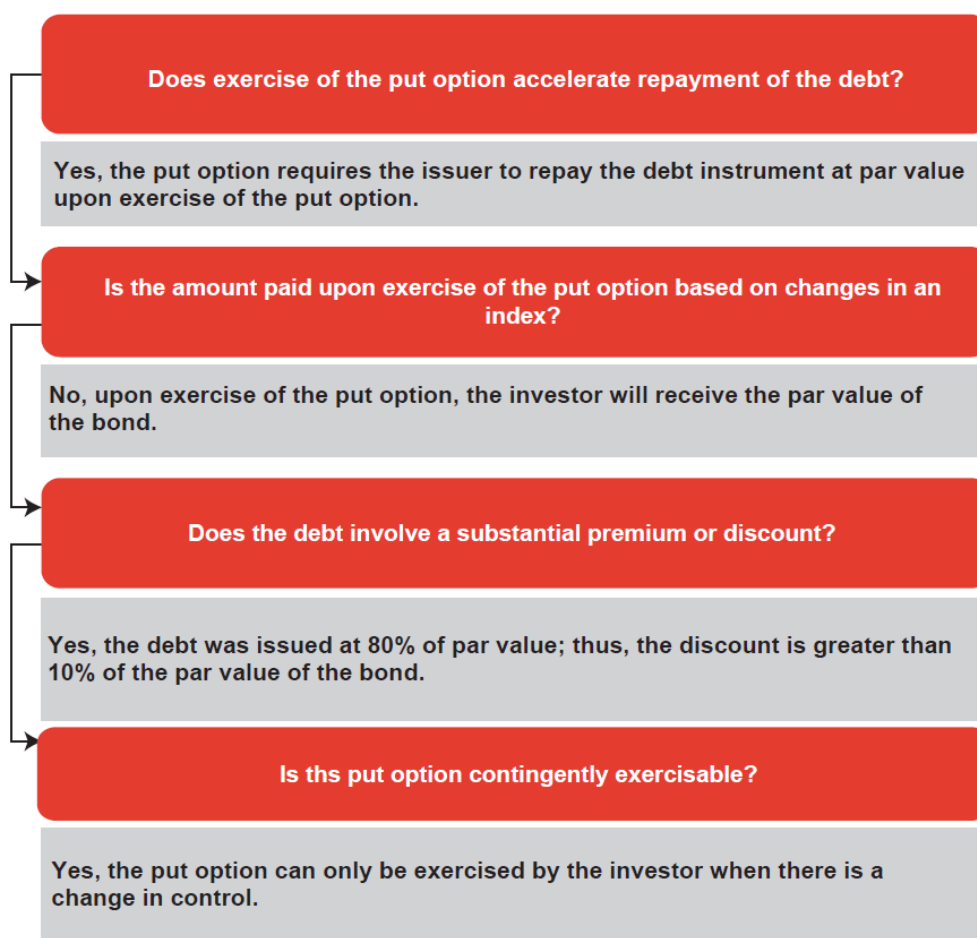 Does exercise of the put option accelerate repayment of the debt?
Yes, the put option requires the issuer to repay the debt instrument at par value
upon exercise of the put option.
Is the amount paid upon exercise of the put option based on changes in an
index?
No, upon exercise of the put option, the investor will receive the par value of
the bond.
Does the debt involve a substantial premium or discount?
Yes, the debt was issued at 80% of par value; thus, the discount is greater than
10% of the par value of the bond.
Is ths put option contingently exercisable?
Yes, the put option can only be exercised by the investor when there is a
change in control.